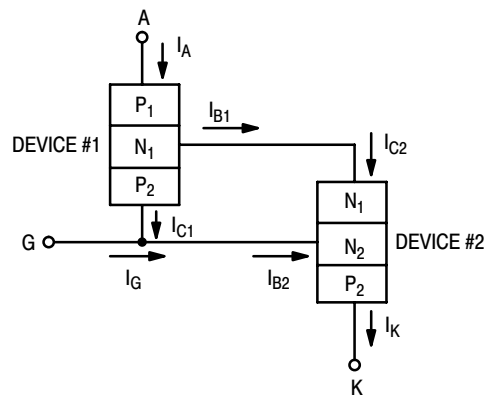 A
I_A
P_1
I_B1
DEVICE #1
N_1
I_C2
P_2
N_1
I_C1
G
N_2
DEVICE #2
I_G
I_B2
P_2
I_K
K